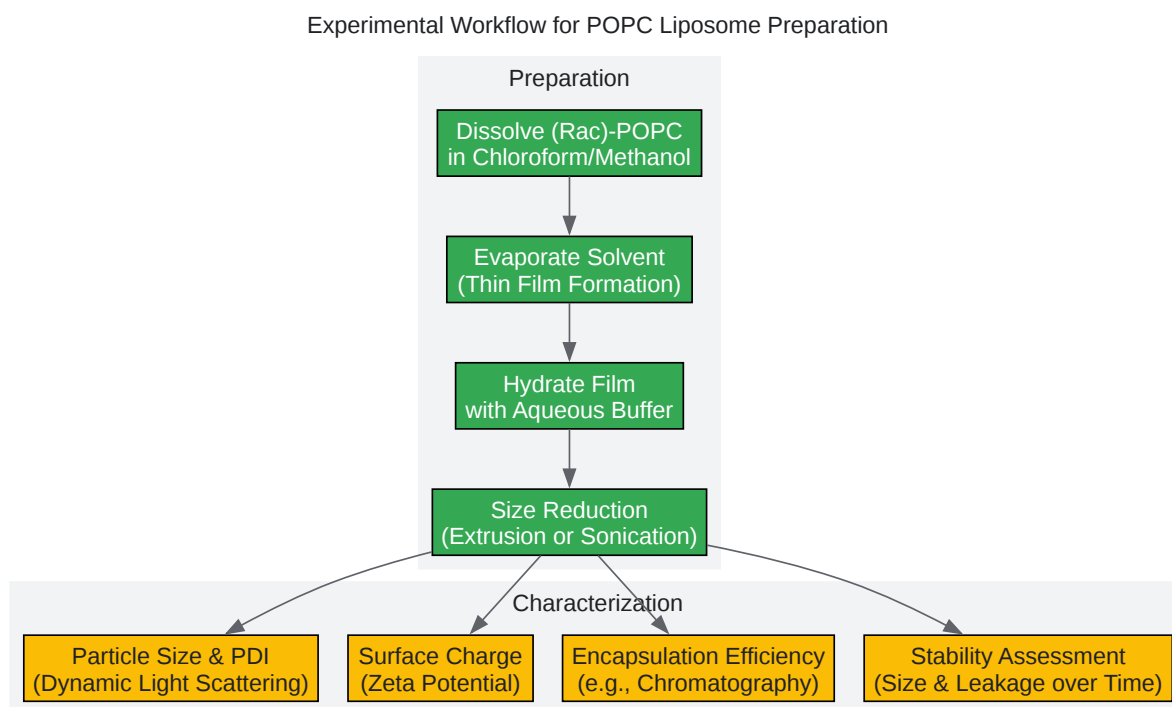 Experimental Workflow for POPC Liposome Preparation
Preparation
Dissolve (Rac)-POPC
in Chloroform/Methanol
Evaporate Solvent
(Thin Film Formation)
Hydrate Film
with Aqueous Buffer
Size Reduction
(Extrusion or Sonication)
Characterization
Particle Size & PDI
(Dynamic Light Scattering)
Surface Charge
(Zeta Potential)
Encapsulation Efficiency
(e.g., Chromatography)
Stability Assessment
(Size & Leakage over Time)